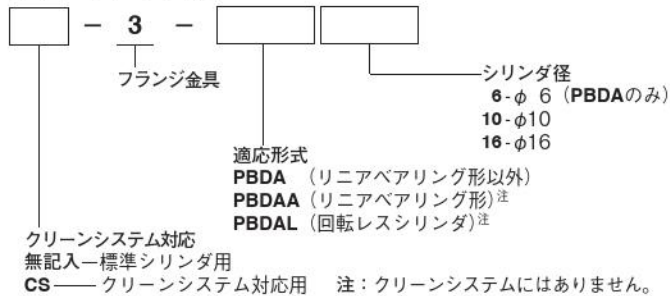 - 3 -
フランジ金具
シリンダ径
6-φ 6 (PBDAのみ)
10-φ10
16-φ16
適応形式
PBDA (リニアベアリング形以外)
PBDAA (リニアベアリング形)注
PBDAL (回転レスシリンダ)注
クリーンシステム対応
無記入―標準シリンダ用
CS―― クリーンシステム対応用 注：クリーンシステムにはありません。